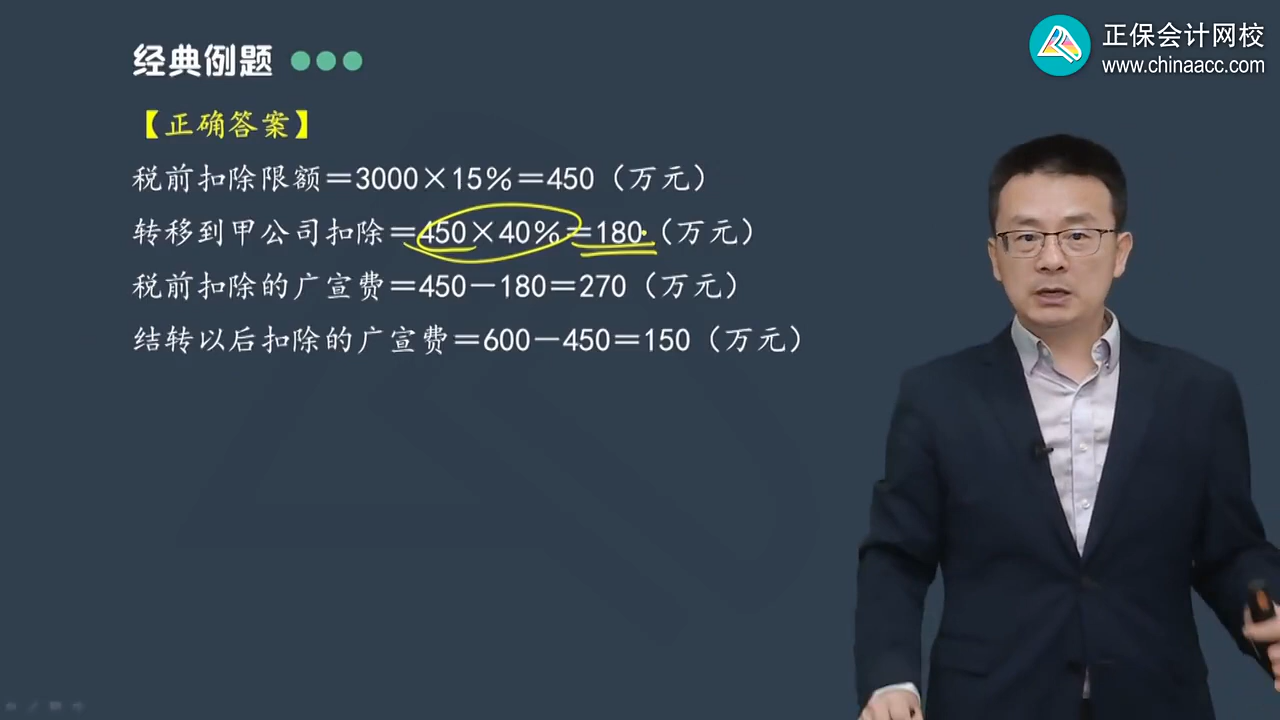 正保会计网校
www.chinaacc.com
经典例题
【正确答案】
税前扣除限额＝3000×15%＝450（万元）
转移到甲公司扣除＝450×40%＝180（万元）
税前扣除的广宣费＝450－180＝270（万元）
结转以后扣除的广宣费＝600－450＝150（万元）